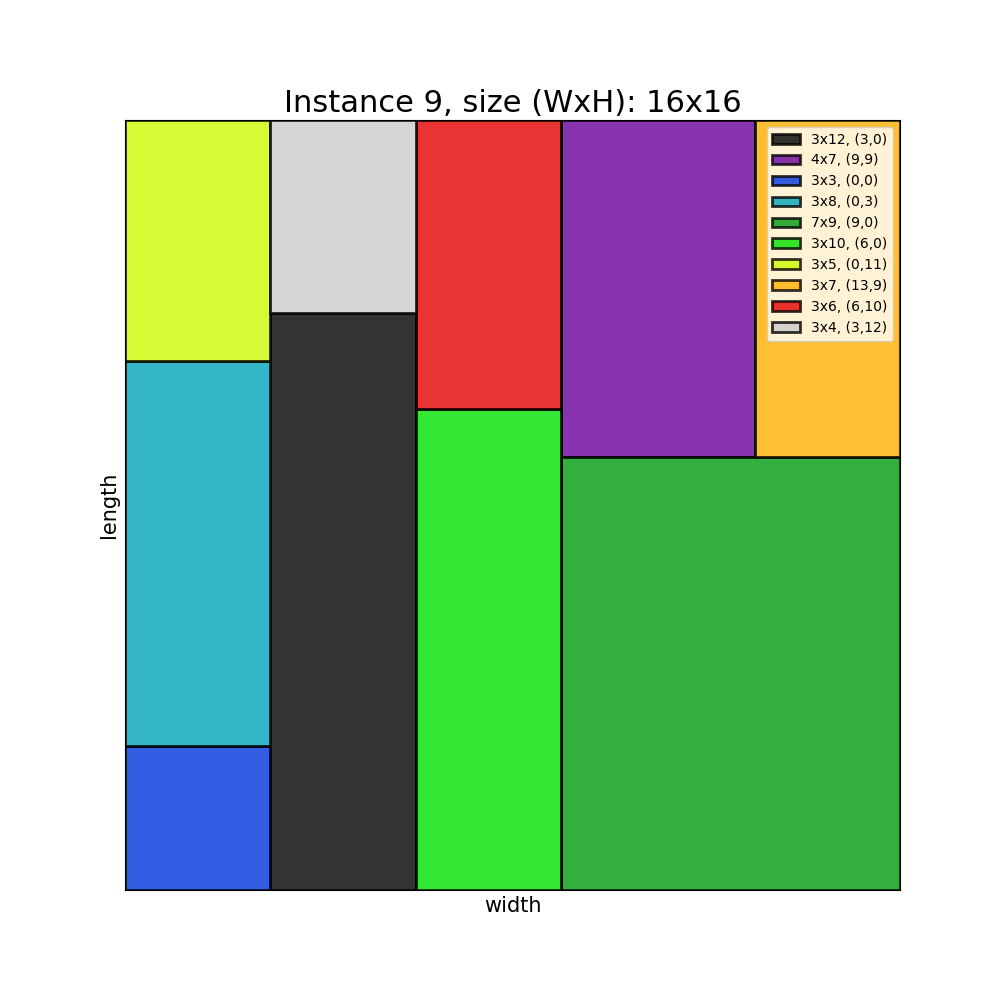 Instance 9, size (WxH): 16x16
3x12, (3,0)
4x7, (9,9)
3x3, (0,0)
3x8, (0,3)
7x9, (9,0)
3x10, (6,0)
3x5, (0,11)
3x7, (13,9)
3x6, (6,10)
3x4, (3,12)
length
width